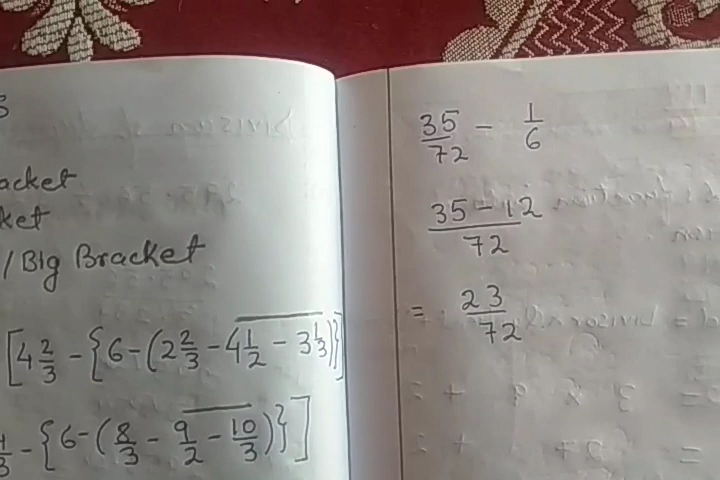 acket
ket
/ Big Bracket
[4 2/3 - {6 - (2 2/3 - 4 1/2 - 3 1/3)}]
- {6 - (8/3 - 9/2 - 10/3)}]
35/72 - 1/6
35 - 12/72
= 23/72